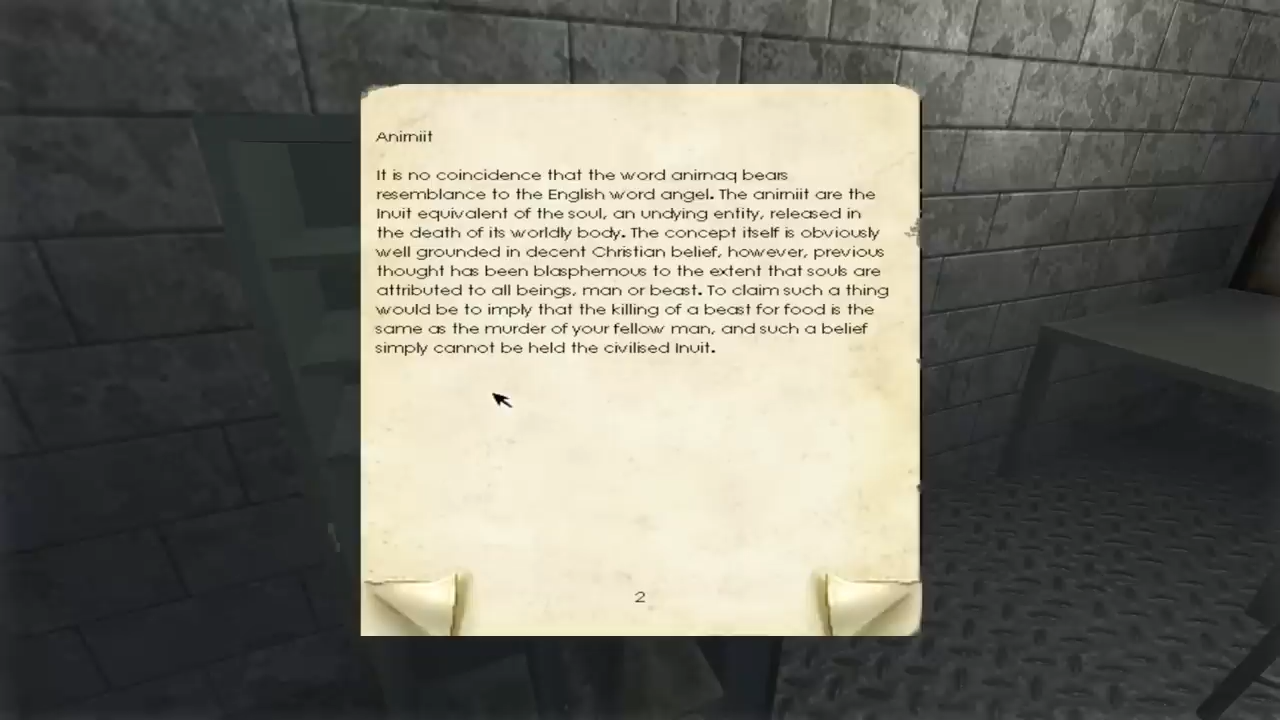 Anirniit
It is no coincidence that the word anirnaq bears
resemblance to the English word angel. The anirniit are the
Inuit equivalent of the soul, an undying entity, released in
the death of its worldly body. The concept itself is obviously
well grounded in decent Christian belief, however, previous
thought has been blasphemous to the extent that souls are
attributed to all beings, man or beast. To claim such a thing
would be to imply that the killing of a beast for food is the
same as the murder of your fellow man, and such a belief
simply cannot be held the civilised Inuit.
2